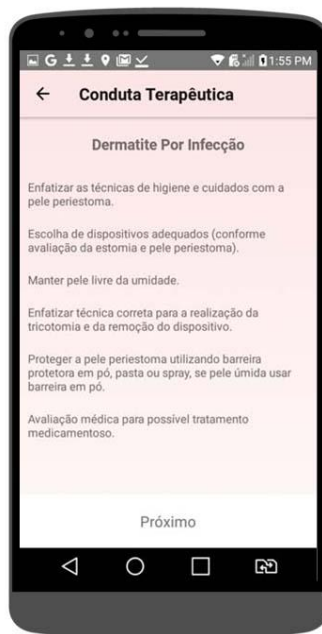 1:55 PM
Conduta Terapêutica
Dermatite Por Infecção
Enfatizar as técnicas de higiene e cuidados com a
pele periestoma.
Escolha de dispositivos adequados (conforme
avaliação da estomia e pele periestoma).
Manter pele livre da umidade.
Enfatizar técnica correta para a realização da
tricotomia e da remoção do dispositivo.
Proteger a pele periestoma utilizando barreira
protetora em pó, pasta ou spray, se pele úmida usar
barreira em pó.
Avaliação médica para possível tratamento
medicamentoso.
Próximo